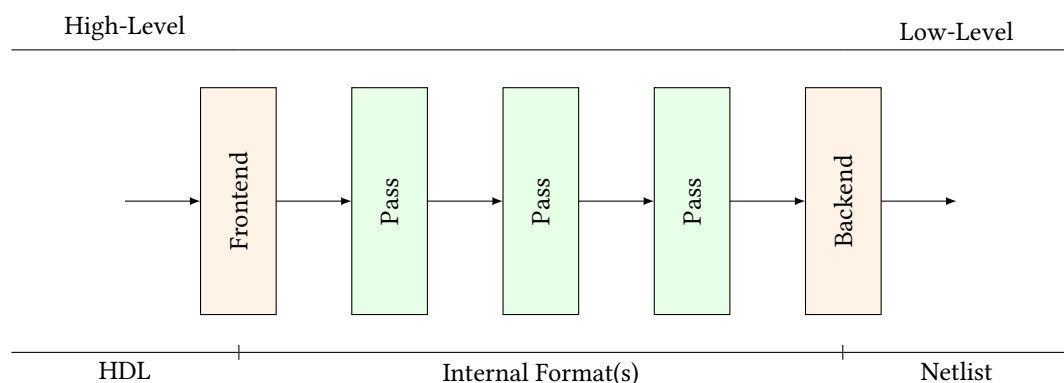 High-Level
Low-Level
Frontend
Pass
Pass
Pass
Backend
HDL
Internal Format(s)
Netlist